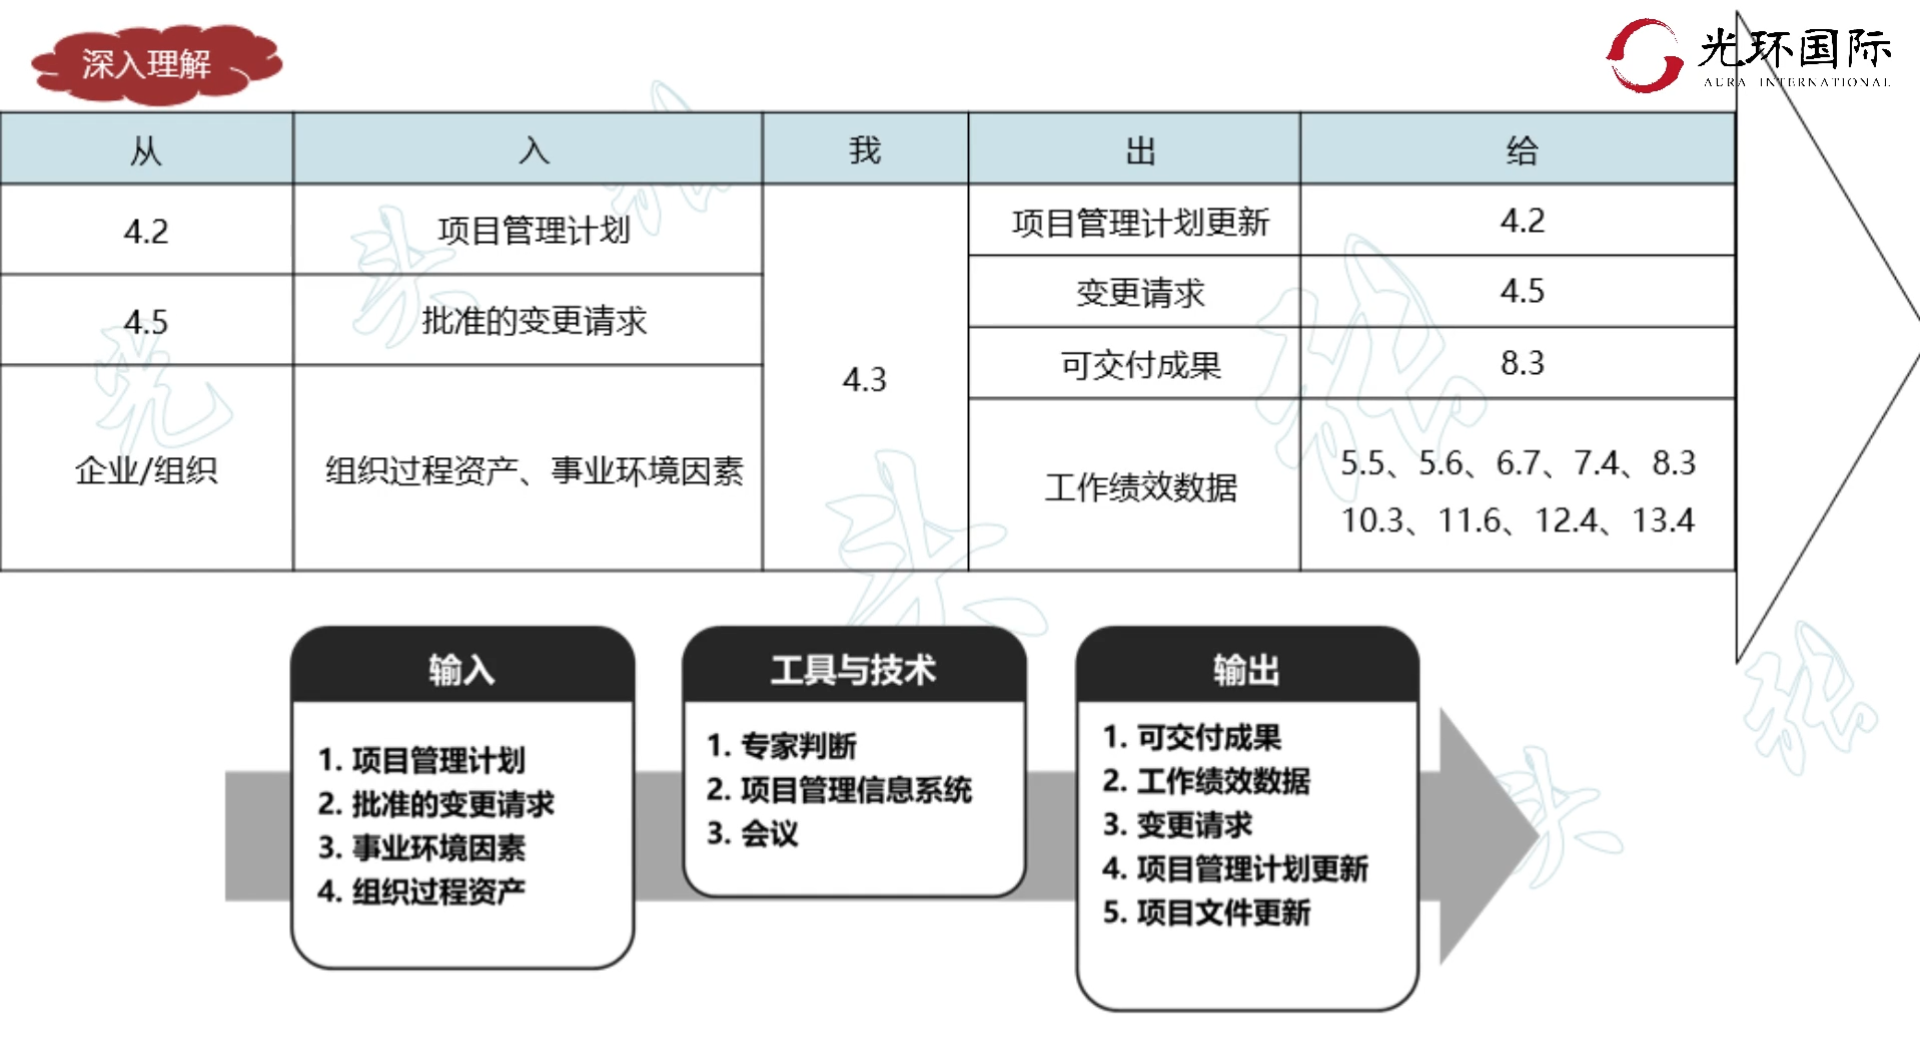 深入理解
光环国际
AURA INTERNATIONAL
从 入 我 出 给
4.2 项目管理计划
4.5 批准的变更请求
企业/组织 组织过程资产、事业环境因素
4.3
项目管理计划更新 4.2
变更请求 4.5
可交付成果 8.3
工作绩效数据 5.5、5.6、6.7、7.4、8.3
10.3、11.6、12.4、13.4
输入
1. 项目管理计划
2. 批准的变更请求
3. 事业环境因素
4. 组织过程资产
工具与技术
1. 专家判断
2. 项目管理信息系统
3. 会议
输出
1. 可交付成果
2. 工作绩效数据
3. 变更请求
4. 项目管理计划更新
5. 项目文件更新